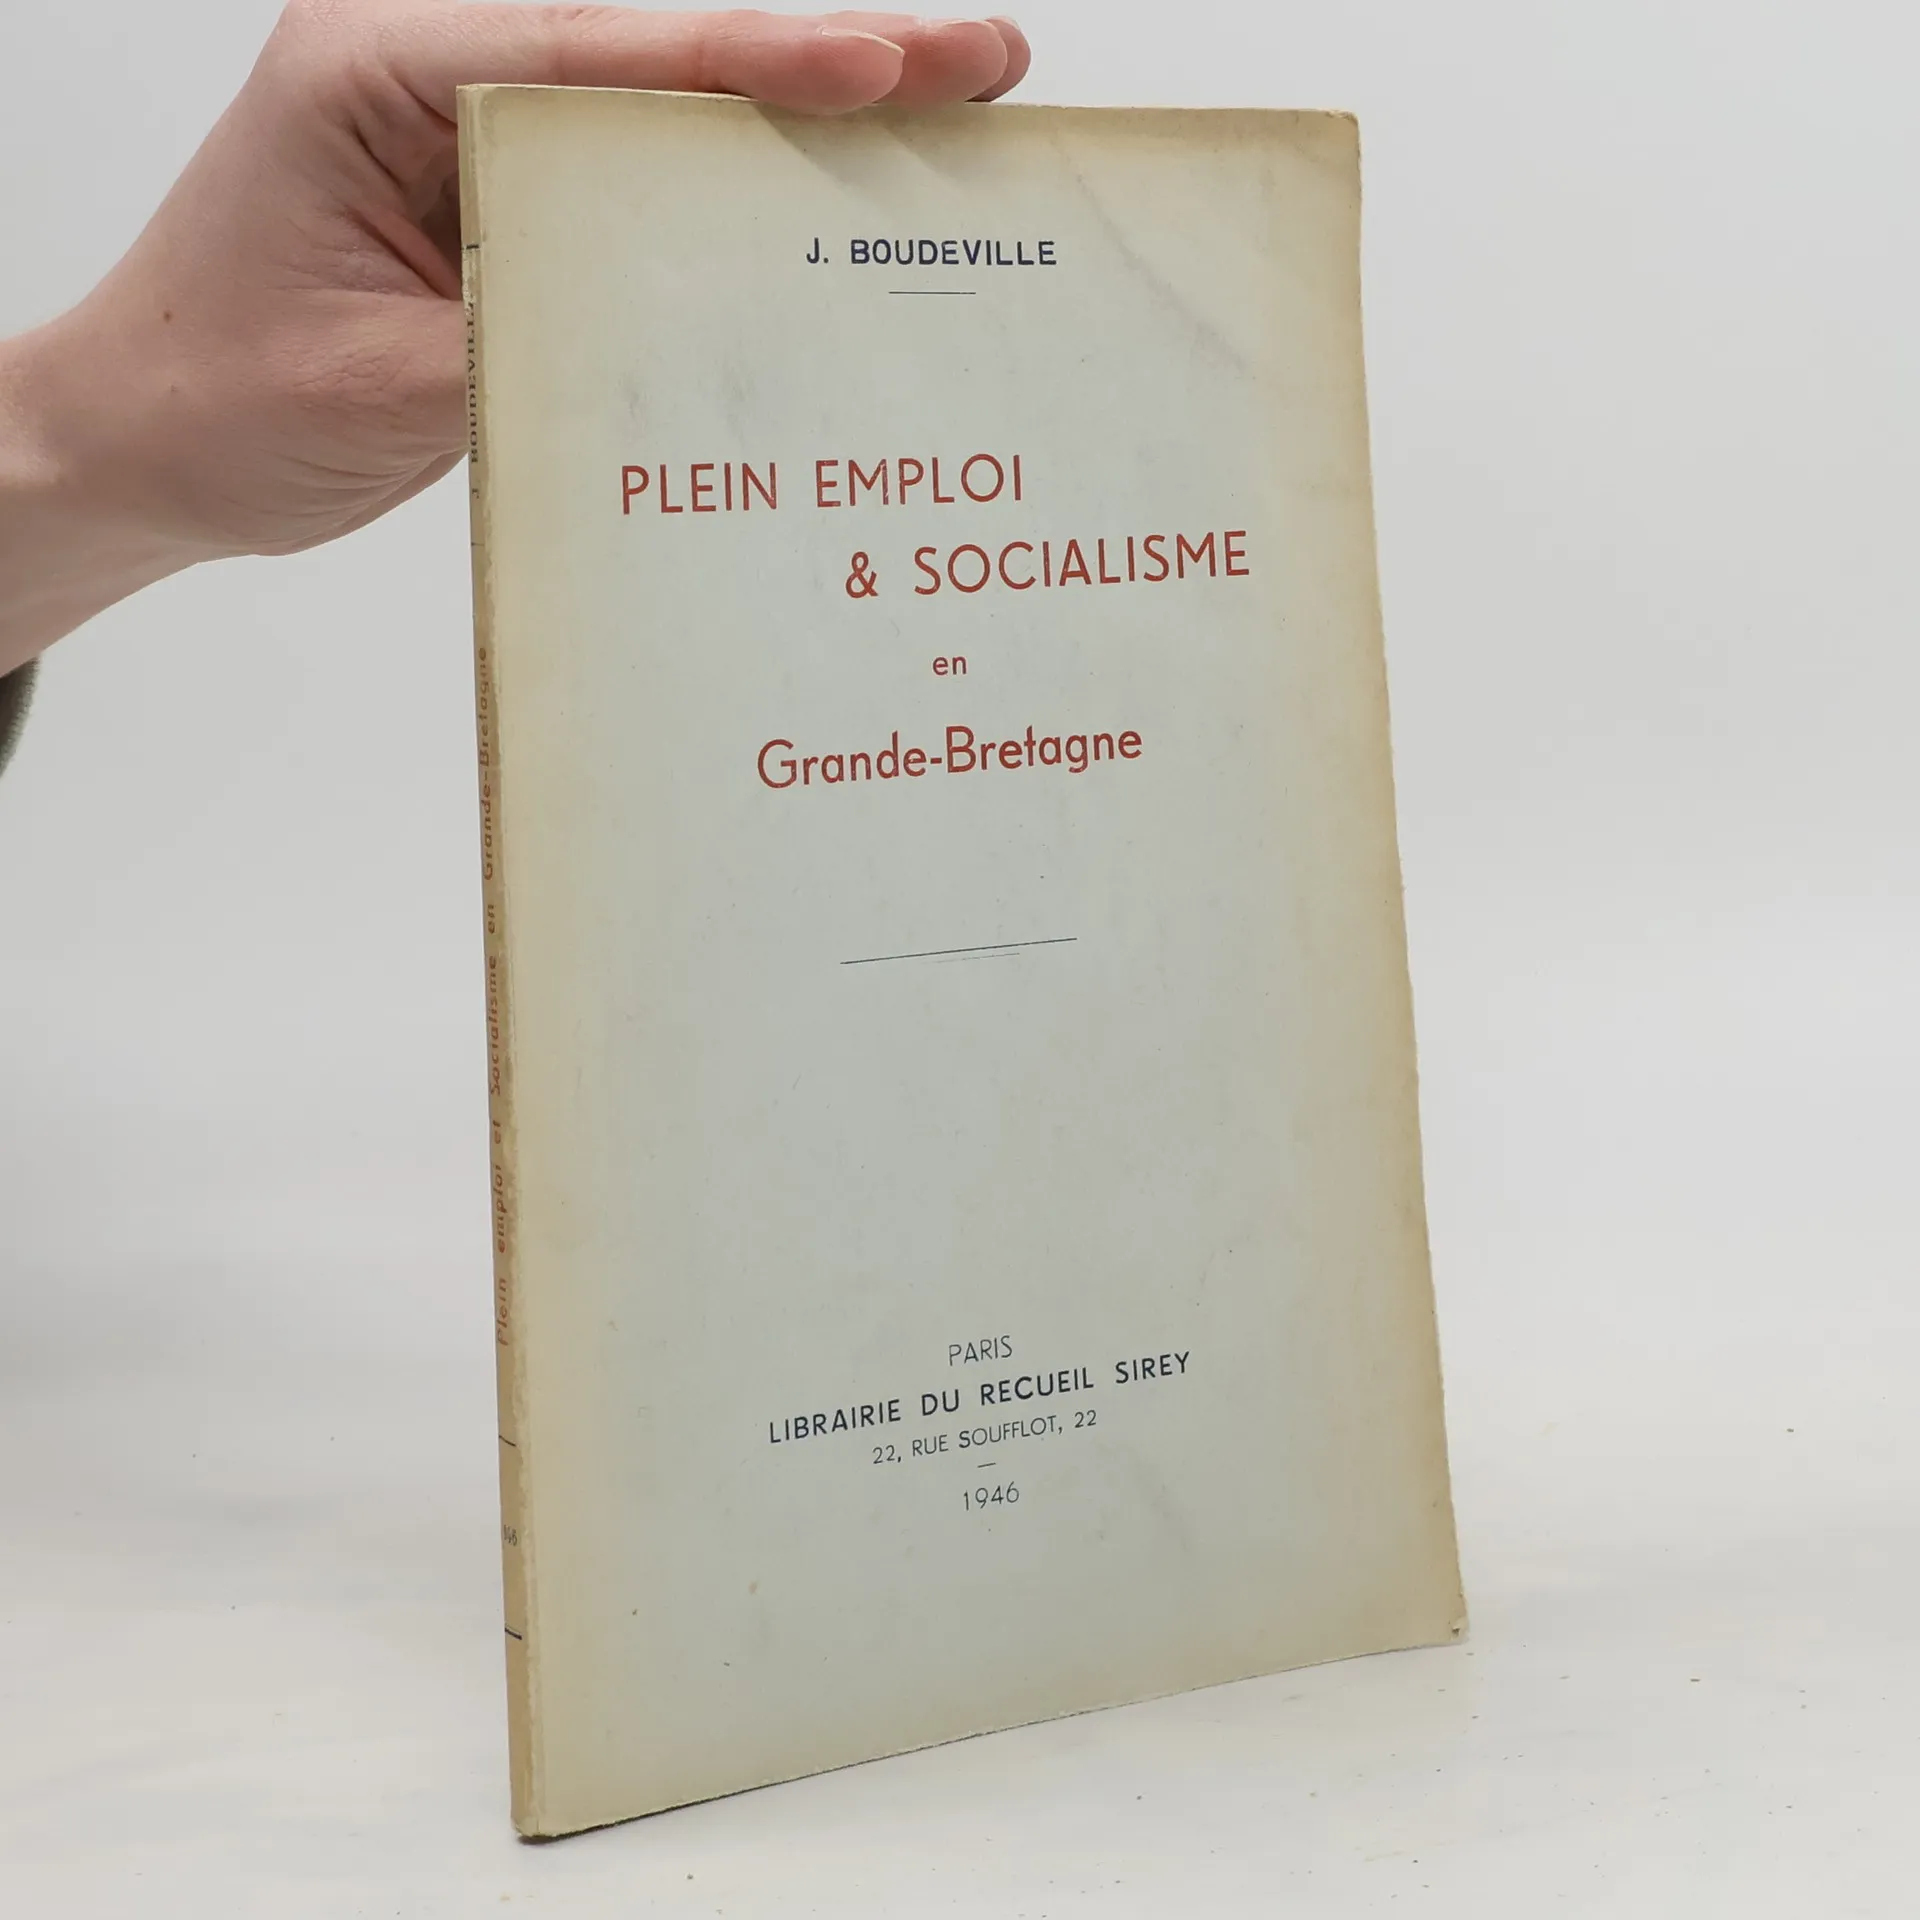 J. BOUDEVILLE
PLEIN EMPLOI
& SOCIALISME
en
Grande-Bretagne
PARIS
LIBRAIRIE DU RECUEIL SIREY
22, RUE SOUFFLOT, 22
1946
J. BOUDEVILLE
Plein emploi et Socialisme en Grande-Bretagne